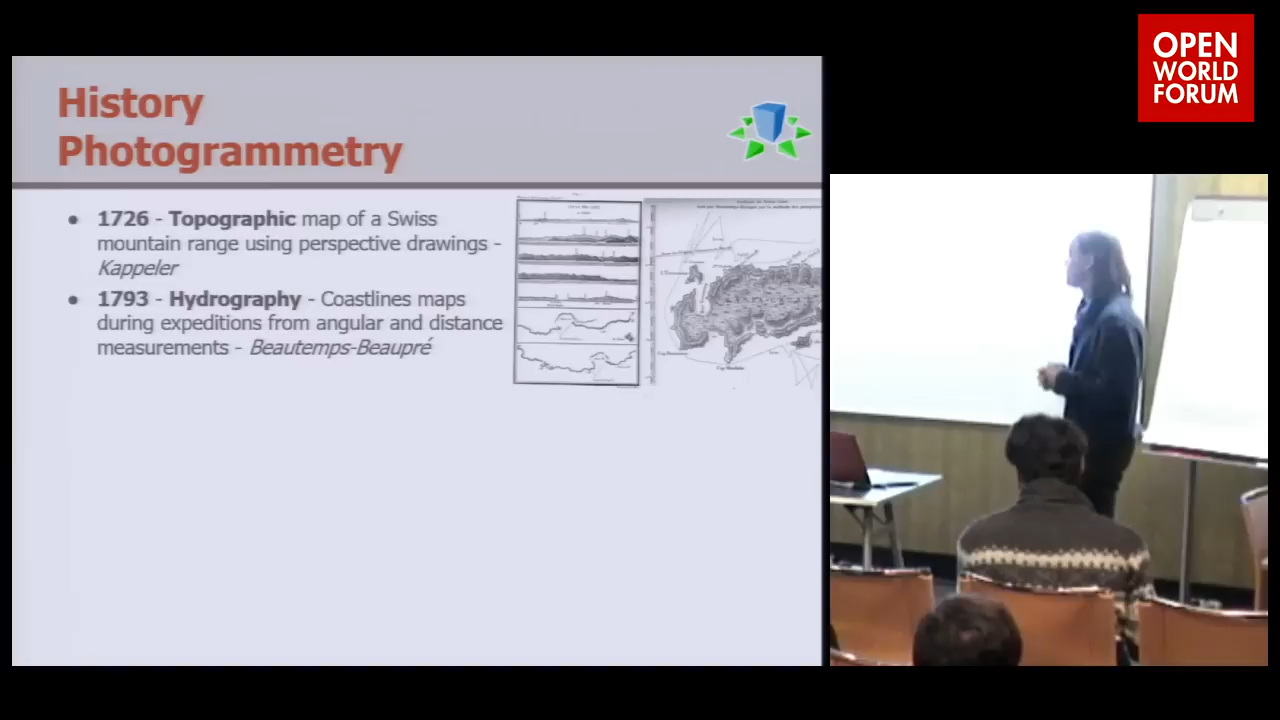 OPEN
WORLD
FORUM
History
Photogrammetry
• 1726 - Topographic map of a Swiss
mountain range using perspective drawings -
Kappeler
• 1793 - Hydrography - Coastlines maps
during expeditions from angular and distance
measurements - Beautemps-Beaupré